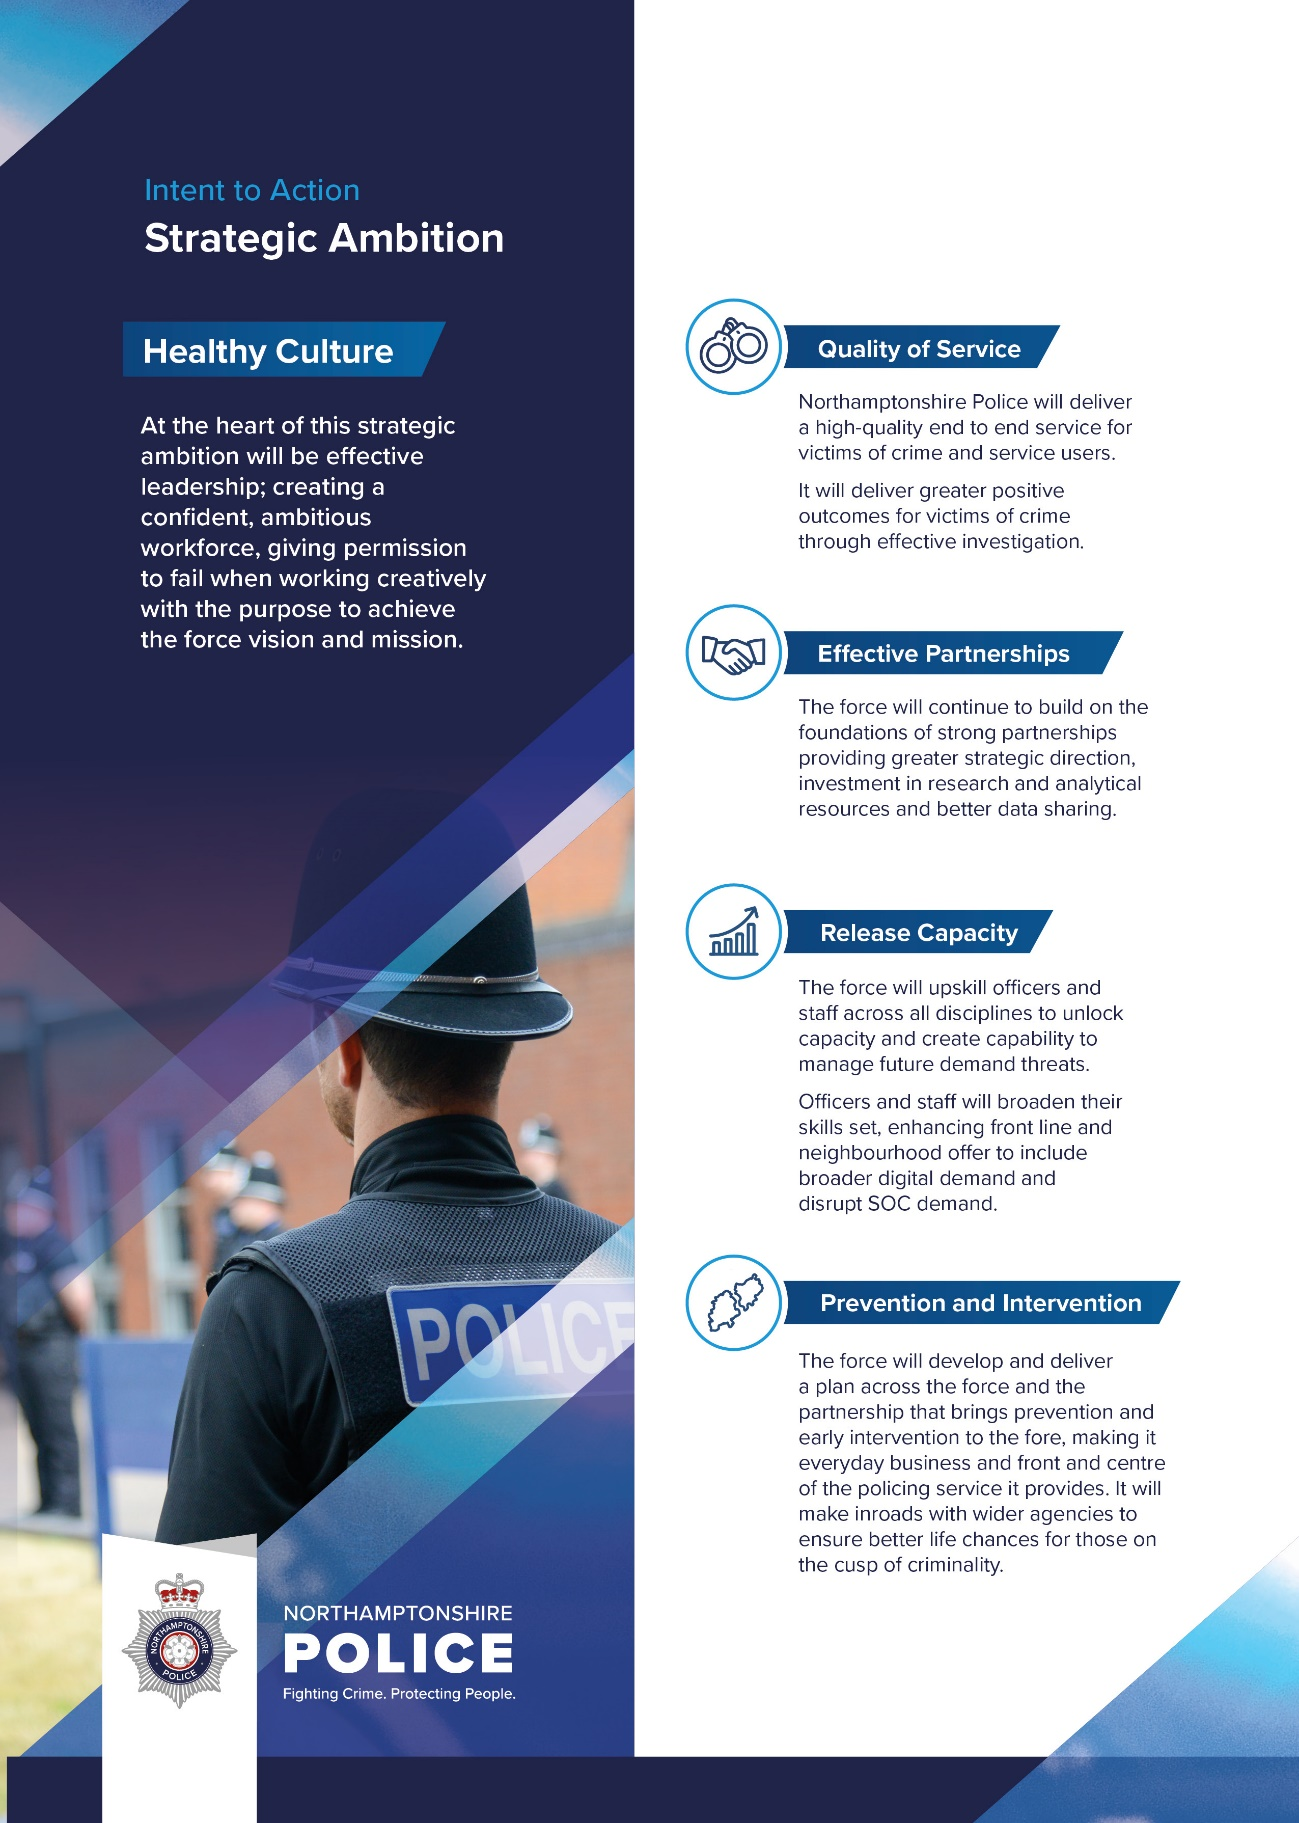 Intent to Action
Strategic Ambition
Healthy Culture
At the heart of this strategic
ambition will be effective
leadership; creating a
confident, ambitious
workforce, giving permission
to fail when working creatively
with the purpose to achieve
the force vision and mission.
POLICE
NORTHAMPTONSHIRE
POLICE
NORTHAMPTONSHIRE
POLICE
Fighting Crime. Protecting People.
Quality of Service
Northamptonshire Police will deliver
a high-quality end to end service for
victims of crime and service users.
It will deliver greater positive
outcomes for victims of crime
through effective investigation.
Effective Partnerships
The force will continue to build on the
foundations of strong partnerships
providing greater strategic direction,
investment in research and analytical
resources and better data sharing.
Release Capacity
The force will upskill officers and
staff across all disciplines to unlock
capacity and create capability to
manage future demand threats.
Officers and staff will broaden their
skills set, enhancing front line and
neighbourhood offer to include
broader digital demand and
disrupt SOC demand.
Prevention and Intervention
The force will develop and deliver
a plan across the force and the
partnership that brings prevention and
early intervention to the fore, making it
everyday business and front and centre
of the policing service it provides. It will
make inroads with wider agencies to
ensure better life chances for those on
the cusp of criminality.